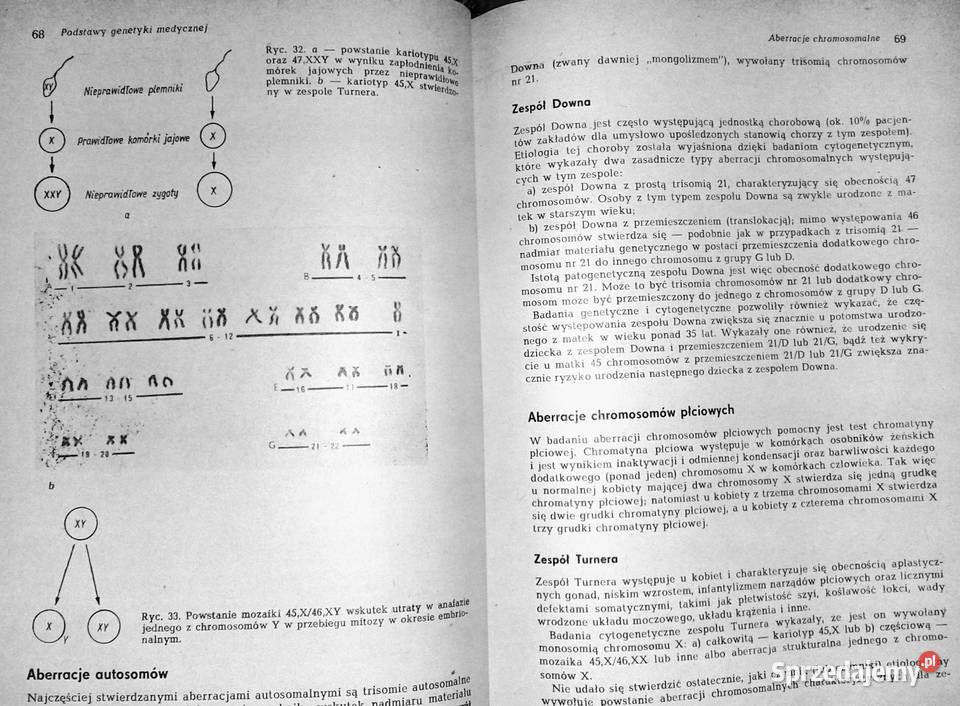 68 Podstawy genetyki medycznej
Nieprawidłowe plemniki
XY
Prawidłowe komórki jajowe
X
X
Nieprawidłowe zygoty
XXY
X
a
Ryc. 32. a — powstanie kariotypu 45,X
oraz 47,XXY w wyniku zapłodnienia ko-
mórek jajowych przez nieprawidłowe
plemniki. b — kariotyp 45,X stwierdzo-
ny w zespole Turnera.
1 2 3
B 4 - 5
6 - 12
13 - 15
E 16 18
F 19 - 20
G 21 - 22
b
XY
X
Y
XY
Ryc. 33. Powstanie mozaiki 45,X/46,XY wskutek utraty w anafazie
jednego z chromosomów Y w przebiegu mitozy w okresie embrio-
nalnym.
Aberracje autosomów
Najczęściej stwierdzanymi aberracjami autosomalnymi są trisomie autosomalne
wskutek nadmiaru materiału
Aberracje chromosomalne 69
Downa (zwany dawniej „mongolizmem"), wywołany trisomią chromosomów
nr 21.
Zespół Downa
Zespół Downa jest często występującą jednostką chorobową (ok. 10% pacjen-
tów zakładów dla umysłowo upośledzonych stanowią chorzy z tym zespołem).
Etiologia tej choroby została wyjaśniona dzięki badaniom cytogenetycznym,
które wykazały dwa zasadnicze typy aberracji chromosomalnych występują-
cych w tym zespole:
a) zespół Downa z prostą trisomią 21, charakteryzujący się obecnością 47
chromosomów. Osoby z tym typem zespołu Downa są zwykle urodzone z ma-
tek w starszym wieku;
b) zespół Downa z przemieszczeniem (translokacją); mimo występowania 46
chromosomów stwierdza się — podobnie jak w przypadkach z trisomią 21 —
nadmiar materiału genetycznego w postaci przemieszczenia dodatkowego chro-
mosomu nr 21 do innego chromosomu z grupy G lub D.
Istotą patogenetyczną zespołu Downa jest więc obecność dodatkowego chro-
mosomu nr 21. Może to być trisomia chromosomów nr 21 lub dodatkowy chro-
mosom może być przemieszczony do jednego z chromosomów z grupy D lub G.
Badania genetyczne i cytogenetyczne pozwoliły również wykazać, że czę-
stość występowania zespołu Downa zwiększa się znacznie u potomstwa urodzo-
nego z matek w wieku ponad 35 lat. Wykazały one również, że urodzenie się
dziecka z zespołem Downa i przemieszczeniem 21/D lub 21/G, bądź też wykry-
cie u matki 45 chromosomów z przemieszczeniem 21/D lub 21/G zwiększa zna-
cznie ryzyko urodzenia następnego dziecka z zespołem Downa.
Aberracje chromosomów płciowych
W badaniu aberracji chromosomów płciowych pomocny jest test chromatyny
płciowej. Chromatyna płciowa występuje w komórkach osobników żeńskich
i jest wynikiem inaktywacji i odmiennej kondensacji oraz barwliwości każdego
dodatkowego (ponad jeden) chromosomu X w komórkach człowieka. Tak więc
u normalnej kobiety mającej dwa chromosomy X stwierdza się jedną grudkę
chromatyny płciowej; natomiast u kobiety z trzema chromosomami X stwierdza
się dwie grudki chromatyny płciowej, a u kobiety z czterema chromosomami X
trzy grudki chromatyny płciowej.
Zespół Turnera
Zespół Turnera występuje u kobiet i charakteryzuje się obecnością aplastycz-
nych gonad, niskim wzrostem, infantylizmem narządów płciowych oraz licznymi
defektami somatycznymi, takimi jak płetwistość szyi, koślawość łokci, wady
wrodzone układu moczowego, układu krążenia i inne.
Badania cytogenetyczne zespołu Turnera wykazały, że jest on wywołany
monosomią chromosomu X: a) całkowitą — kariotyp 45,X lub b) częściową —
mozaika 45,X/46,XX lub inne albo aberracja strukturalna jednego z chromo-
somów X.
Nie udało się stwierdzić ostatecznie, jaki
wywołuje powstanie aberracji chromosomalnych
Sprzedajemy.pl